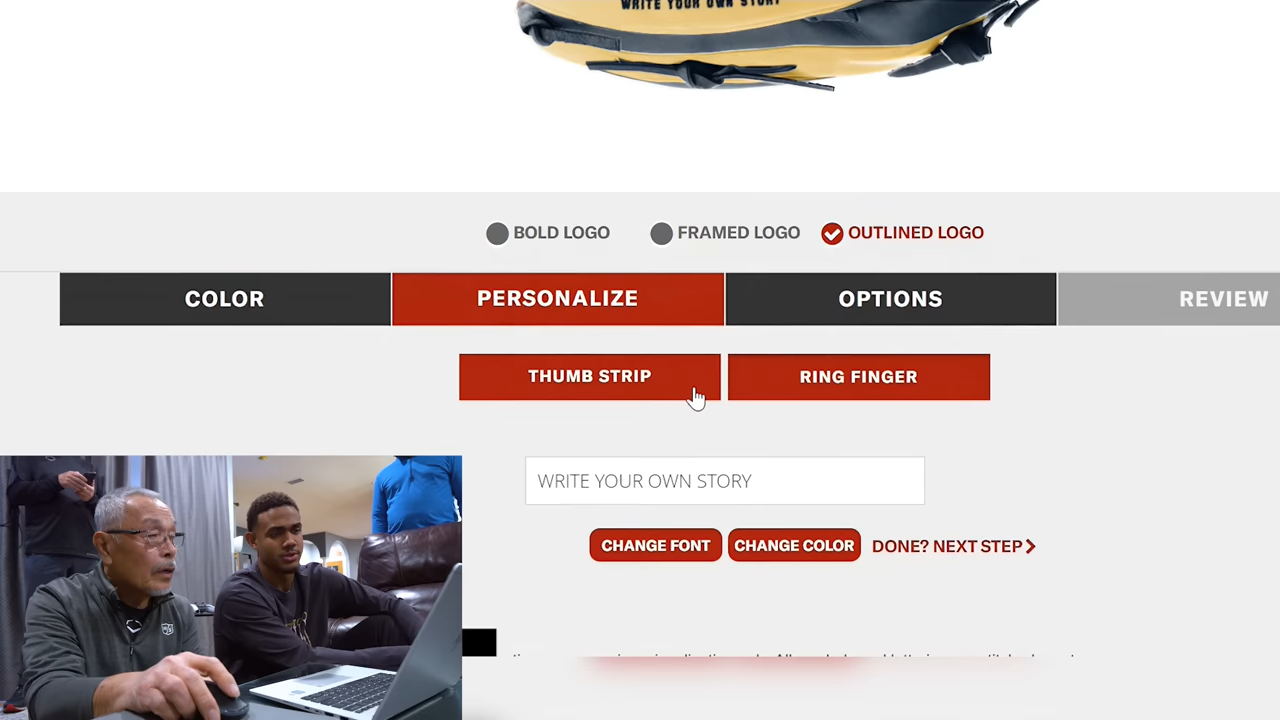 WRITE YOUR OWN STORY
BOLD LOGO
FRAMED LOGO
OUTLINED LOGO
COLOR
PERSONALIZE
OPTIONS
REVIEW
THUMB STRIP
RING FINGER
WRITE YOUR OWN STORY
CHANGE FONT
CHANGE COLOR
DONE? NEXT STEP